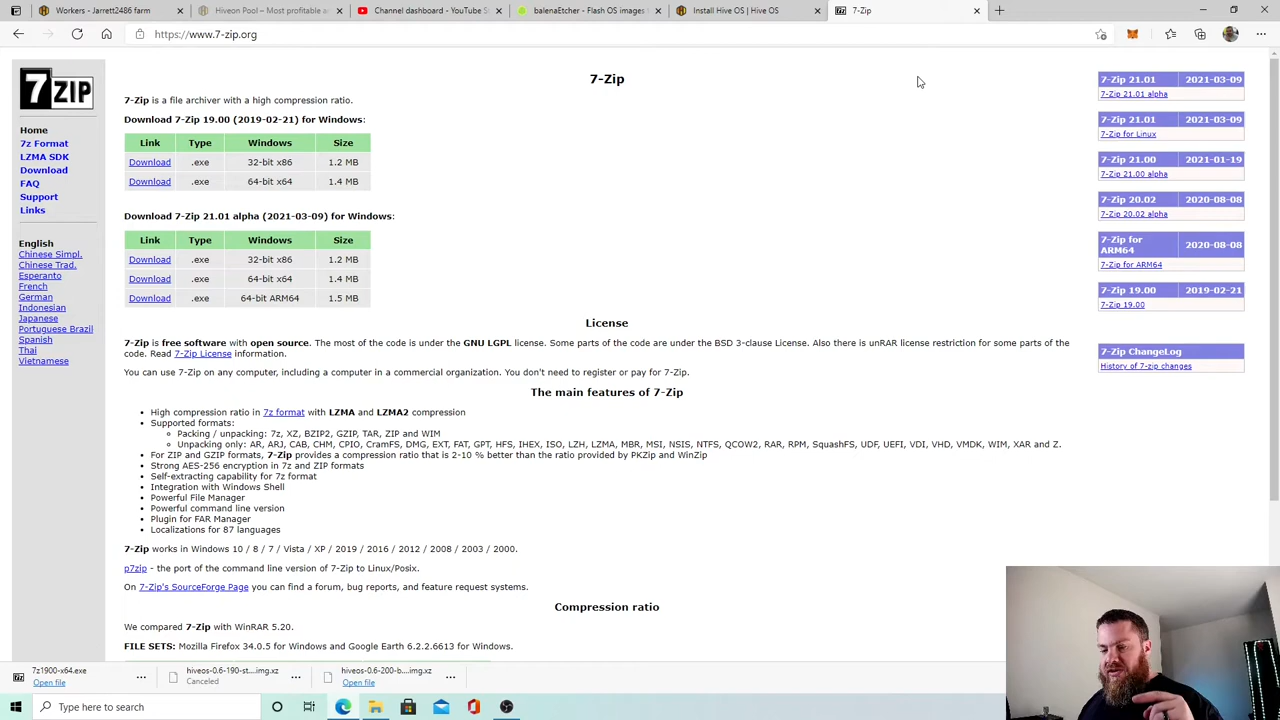 Workers - Jarrett2486 farm
Hiveon Pool – Most profitable a
Channel dashboard - YouTube S
balenaEtcher - Flash OS images
Install Hive OS | Hive OS
7-Zip
https://www.7-zip.org
7ZIP
Home
7z Format
LZMA SDK
Download
FAQ
Support
Links
English
Chinese Simpl.
Chinese Trad.
Esperanto
French
German
Indonesian
Japanese
Portuguese Brazil
Spanish
Thai
Vietnamese
7-Zip
7-Zip is a file archiver with a high compression ratio.
Download 7-Zip 19.00 (2019-02-21) for Windows:
Link Type Windows Size
Download .exe 32-bit x86 1.2 MB
Download .exe 64-bit x64 1.4 MB
Download 7-Zip 21.01 alpha (2021-03-09) for Windows:
Link Type Windows Size
Download .exe 32-bit x86 1.2 MB
Download .exe 64-bit x64 1.4 MB
Download .exe 64-bit ARM64 1.5 MB
License
7-Zip is free software with open source. The most of the code is under the GNU LGPL license. Some parts of the code are under the BSD 3-clause License. Also there is unRAR license restriction for some parts of the
code. Read 7-Zip License information.
You can use 7-Zip on any computer, including a computer in a commercial organization. You don't need to register or pay for 7-Zip.
The main features of 7-Zip
High compression ratio in 7z format with LZMA and LZMA2 compression
Supported formats:
Packing / unpacking: 7z, XZ, BZIP2, GZIP, TAR, ZIP and WIM
Unpacking only: AR, ARJ, CAB, CHM, CPIO, CramFS, DMG, EXT, FAT, GPT, HFS, IHEX, ISO, LZH, LZMA, MBR, MSI, NSIS, NTFS, QCOW2, RAR, RPM, SquashFS, UDF, UEFI, VDI, VHD, VMDK, WIM, XAR and Z.
For ZIP and GZIP formats, 7-Zip provides a compression ratio that is 2-10 % better than the ratio provided by PKZip and WinZip
Strong AES-256 encryption in 7z and ZIP formats
Self-extracting capability for 7z format
Integration with Windows Shell
Powerful File Manager
Powerful command line version
Plugin for FAR Manager
Localizations for 87 languages
7-Zip works in Windows 10 / 8 / 7 / Vista / XP / 2019 / 2016 / 2012 / 2008 / 2003 / 2000.
p7zip - the port of the command line version of 7-Zip to Linux/Posix.
On 7-Zip's SourceForge Page you can find a forum, bug reports, and feature request systems.
Compression ratio
We compared 7-Zip with WinRAR 5.20.
FILE SETS: Mozilla Firefox 34.0.5 for Windows and Google Earth 6.2.2.6613 for Windows.
7-Zip 21.01 2021-03-09
7-Zip 21.01 alpha
7-Zip 21.01 2021-03-09
7-Zip for Linux
7-Zip 21.00 2021-01-19
7-Zip 21.00 alpha
7-Zip 20.02 2020-08-08
7-Zip 20.02 alpha
7-Zip for
ARM64 2020-08-08
7-Zip for ARM64
7-Zip 19.00 2019-02-21
7-Zip 19.00
7-Zip ChangeLog
History of 7-zip changes
7z1900-x64.exe
Open file
hiveos-0.6-190-st....img.xz
Canceled
hiveos-0.6-200-b....img.xz
Open file
Type here to search